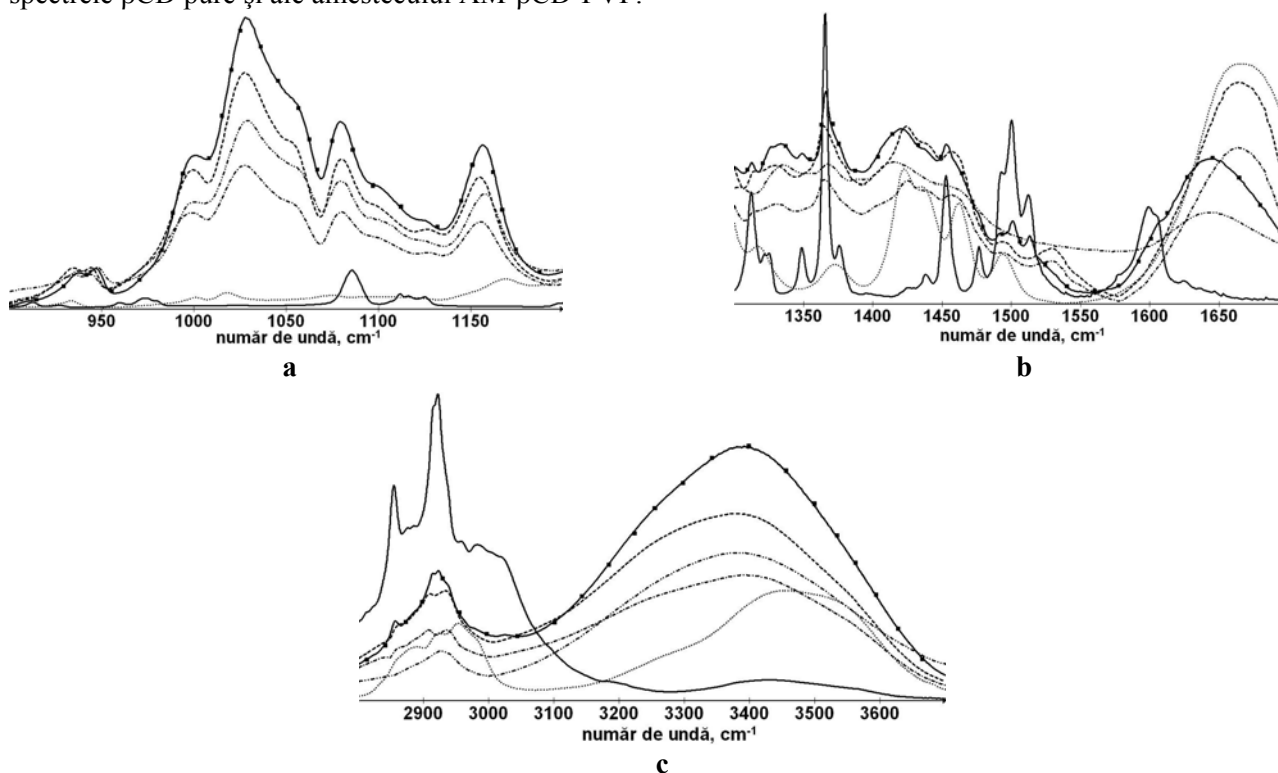 spectrele βCD pure și ale amestecului AM-βCD-PVP.
950 1000 1050 1100 1150
număr de undă, cm-1
a
1350 1400 1450 1500 1550 1600 1650
număr de undă, cm-1
b
2900 3000 3100 3200 3300 3400 3500 3600
număr de undă, cm-1
c